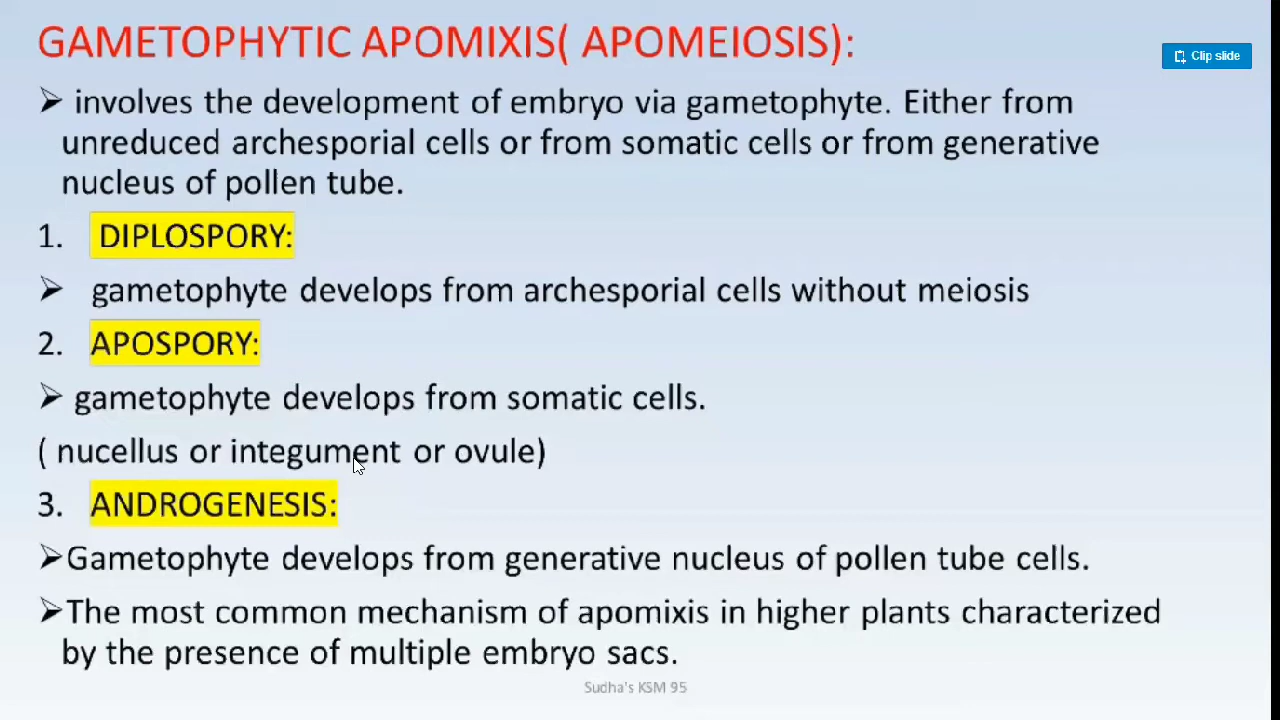 GAMETOPHYTIC APOMIXIS( APOMEIOSIS):
Clip slide
➢ involves the development of embryo via gametophyte. Either from
unreduced archesporial cells or from somatic cells or from generative
nucleus of pollen tube.
1. DIPLOSPORY:
➢ gametophyte develops from archesporial cells without meiosis
2. APOSPORY:
➢ gametophyte develops from somatic cells.
( nucellus or integument or ovule)
3. ANDROGENESIS:
➢Gametophyte develops from generative nucleus of pollen tube cells.
➢The most common mechanism of apomixis in higher plants characterized
by the presence of multiple embryo sacs.
Sudha's KSM 95